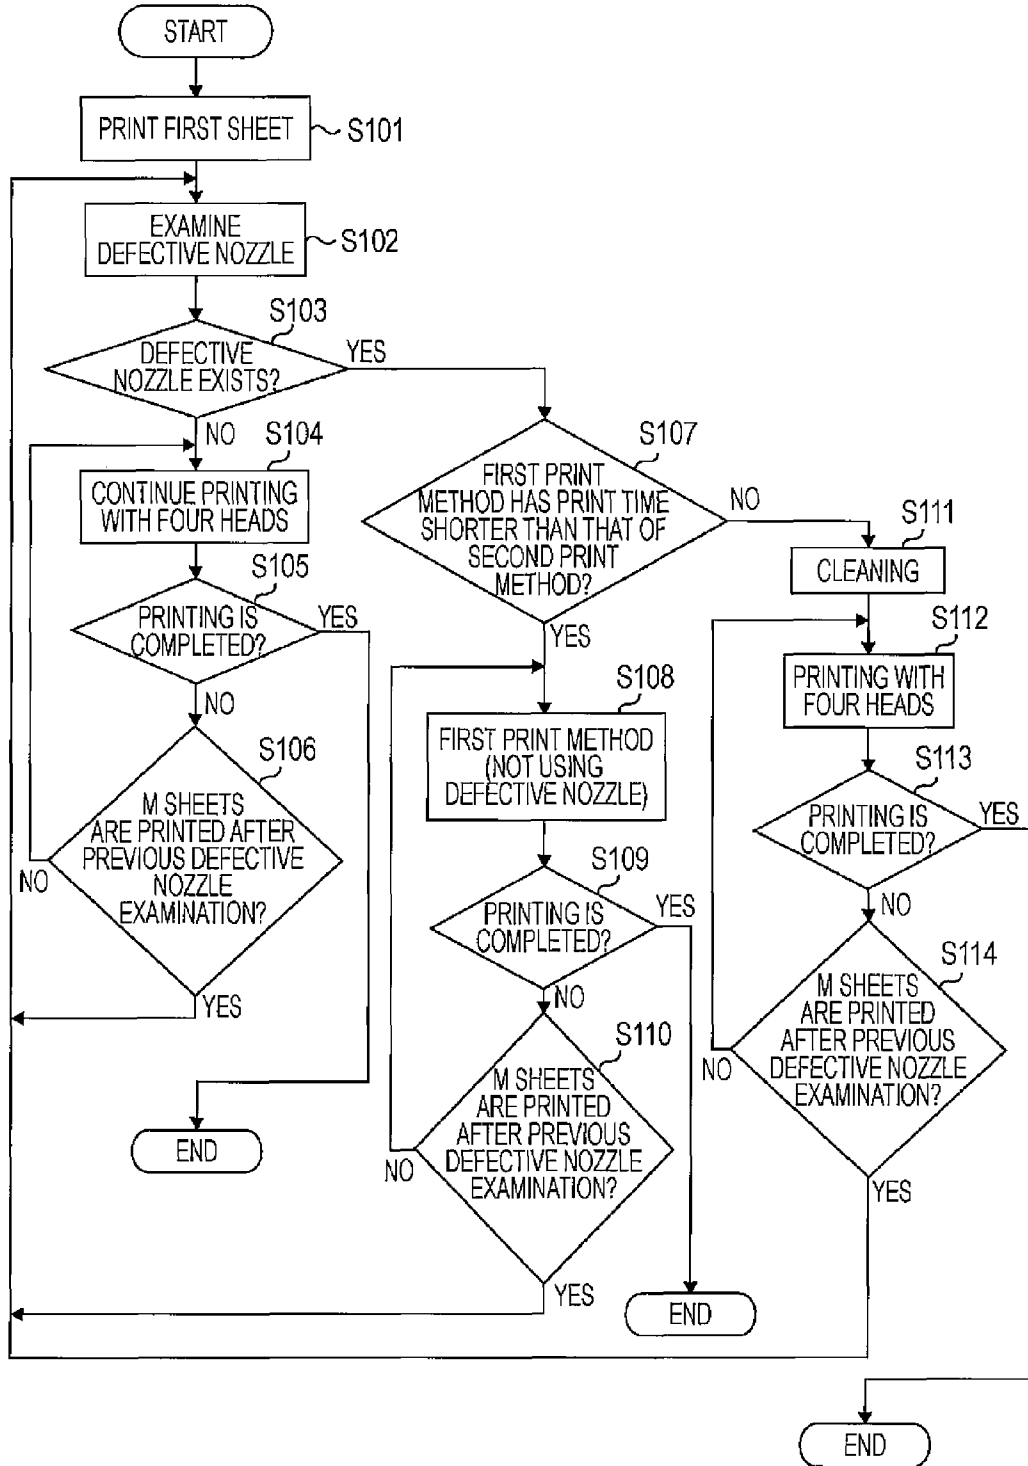 START
PRINT FIRST SHEET
S101
EXAMINE
DEFECTIVE NOZZLE
S102
S103
DEFECTIVE
NOZZLE EXISTS?
YES
NO
S104
CONTINUE PRINTING
WITH FOUR HEADS
S105
PRINTING IS
COMPLETED?
YES
NO
S106
M SHEETS
ARE PRINTED AFTER
PREVIOUS DEFECTIVE
NOZZLE
EXAMINATION?
NO
YES
END
S107
FIRST PRINT
METHOD HAS PRINT TIME
SHORTER THAN THAT OF
SECOND PRINT
METHOD?
NO
YES
S108
FIRST PRINT METHOD
(NOT USING
DEFECTIVE NOZZLE)
S109
PRINTING IS
COMPLETED?
YES
NO
S110
M SHEETS
ARE PRINTED
AFTER PREVIOUS
DEFECTIVE NOZZLE
EXAMINATION?
NO
YES
END
S111
CLEANING
S112
PRINTING WITH
FOUR HEADS
S113
PRINTING IS
COMPLETED?
YES
NO
S114
M SHEETS
ARE PRINTED
AFTER PREVIOUS
DEFECTIVE NOZZLE
EXAMINATION?
NO
YES
END